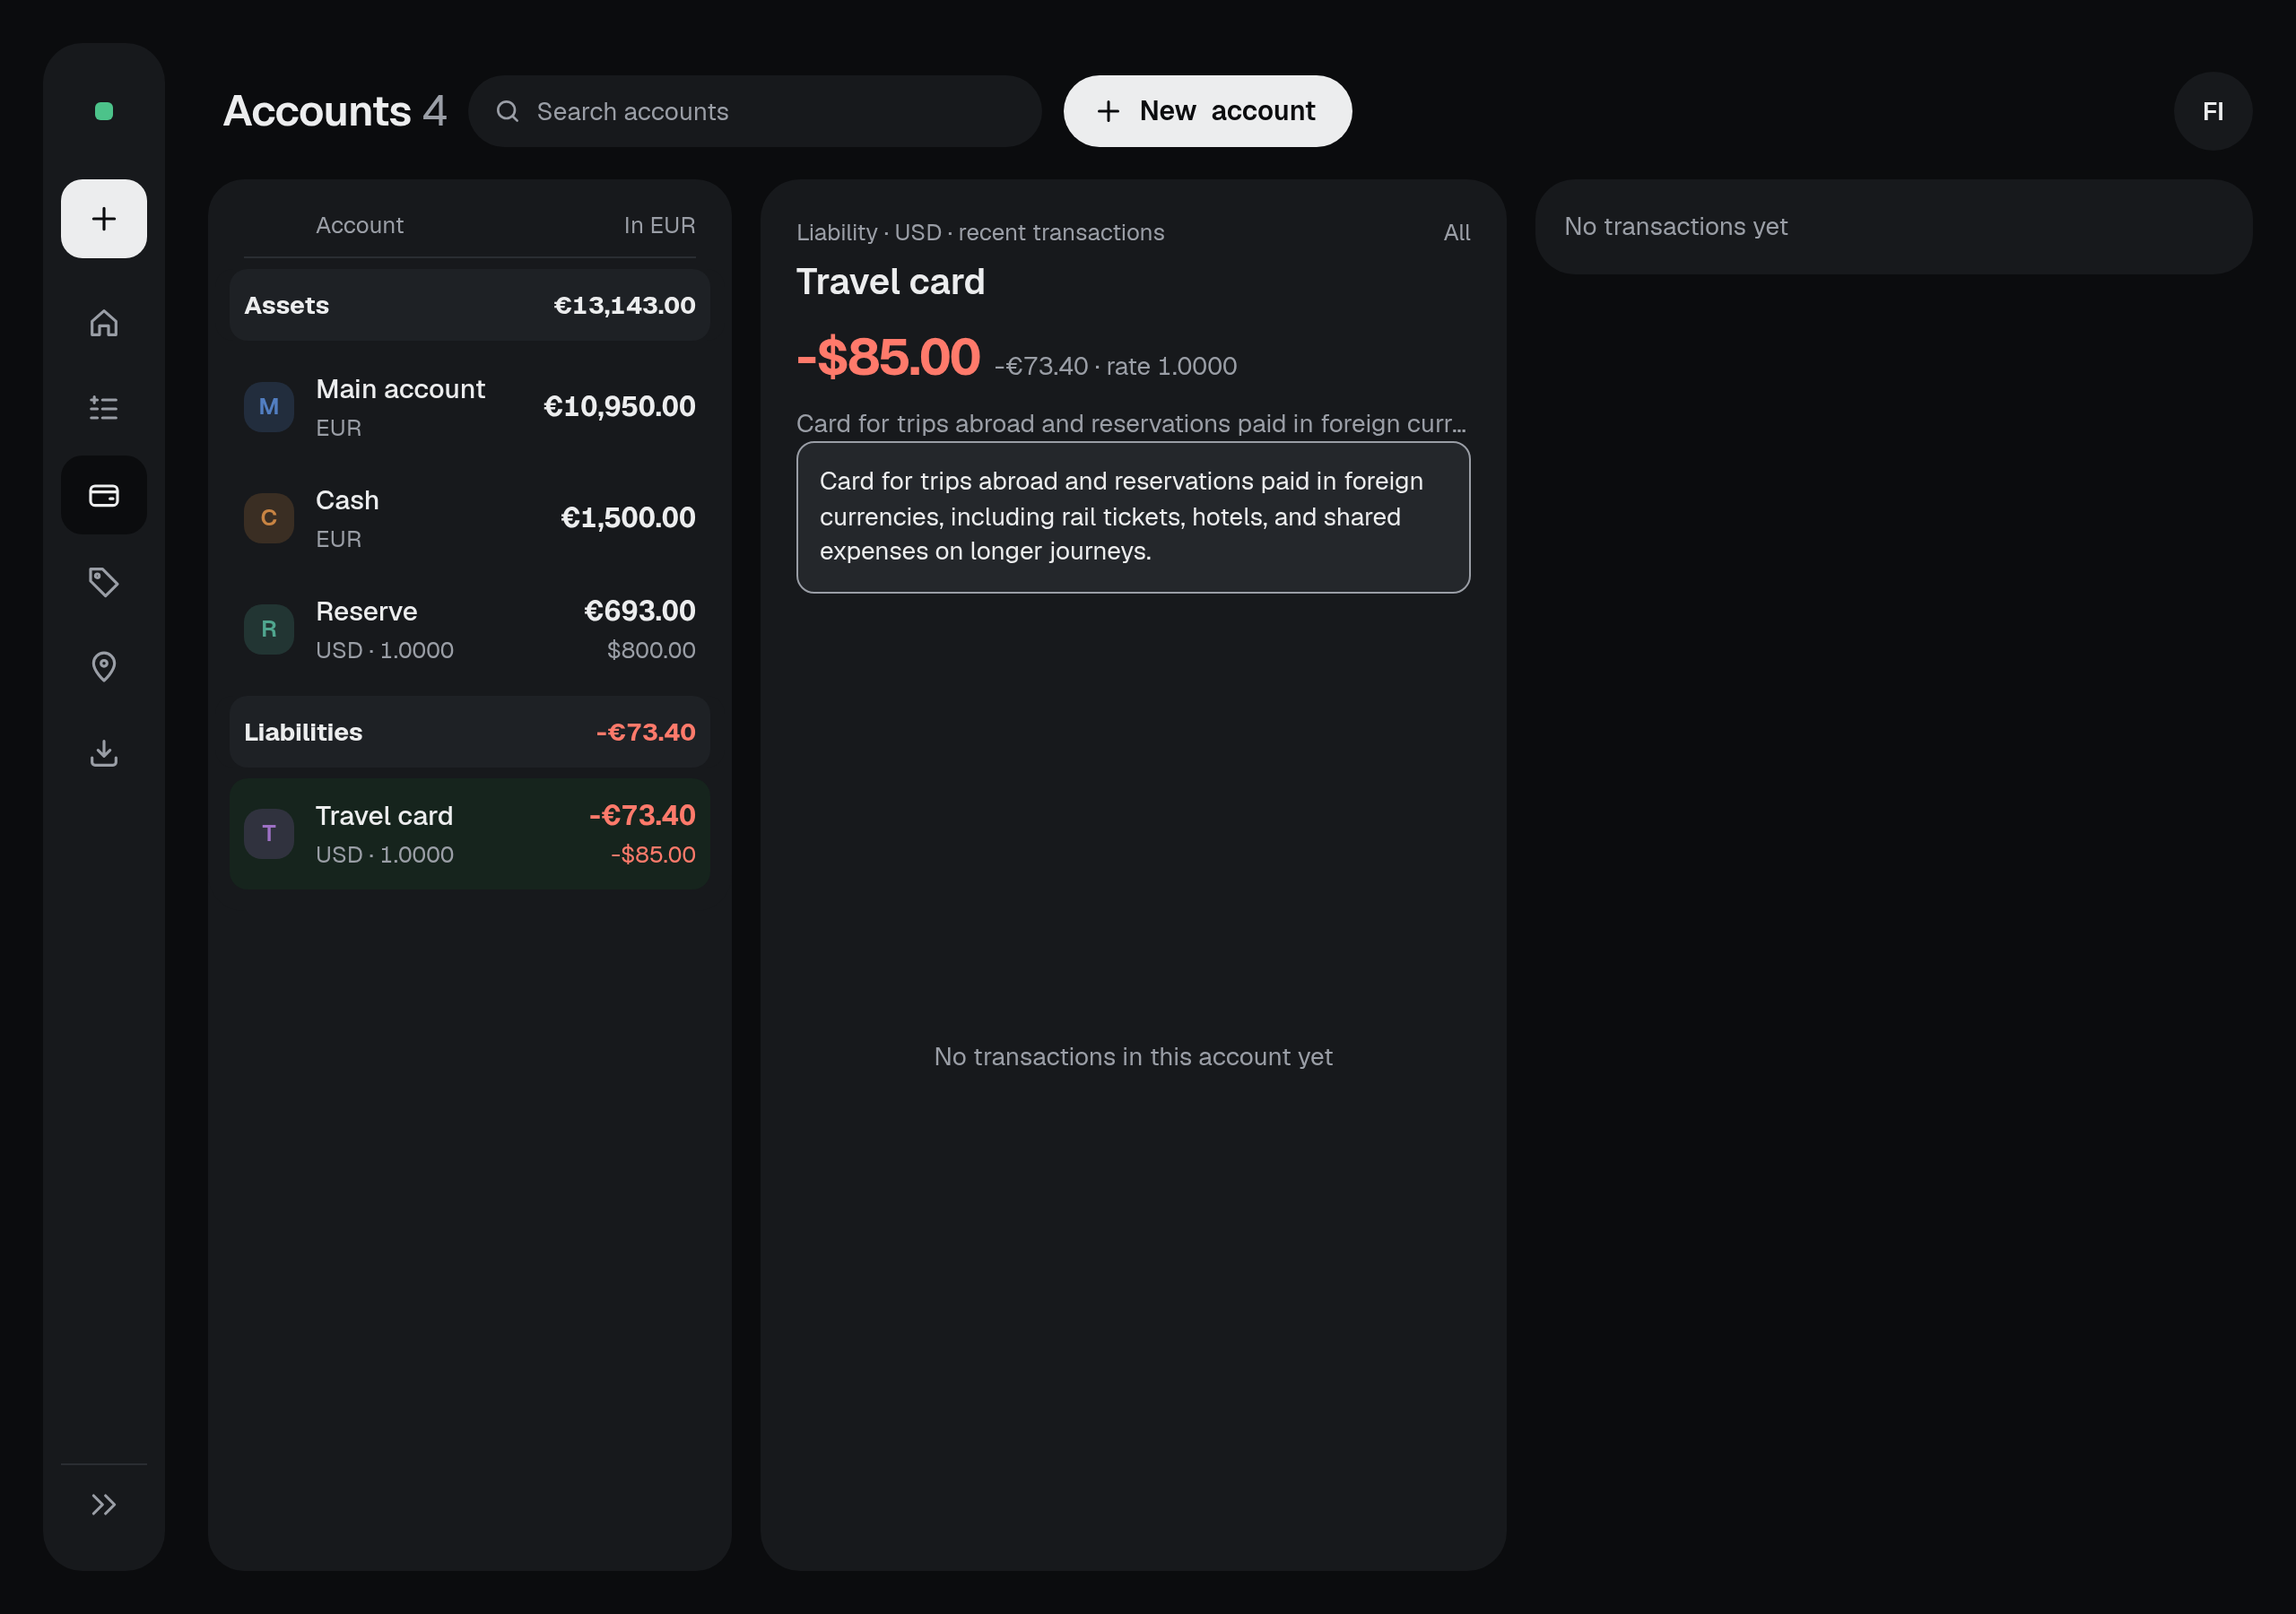 Accounts 4
Search accounts
New account
FI
Account
In EUR
Assets
€13,143.00
M
Main account
EUR
€10,950.00
C
Cash
EUR
€1,500.00
R
Reserve
USD · 1.0000
€693.00
$800.00
Liabilities
-€73.40
T
Travel card
USD · 1.0000
-€73.40
-$85.00
Liability · USD · recent transactions
All
Travel card
-$85.00
-€73.40 · rate 1.0000
Card for trips abroad and reservations paid in foreign curr…
Card for trips abroad and reservations paid in foreign
currencies, including rail tickets, hotels, and shared
expenses on longer journeys.
No transactions in this account yet
No transactions yet